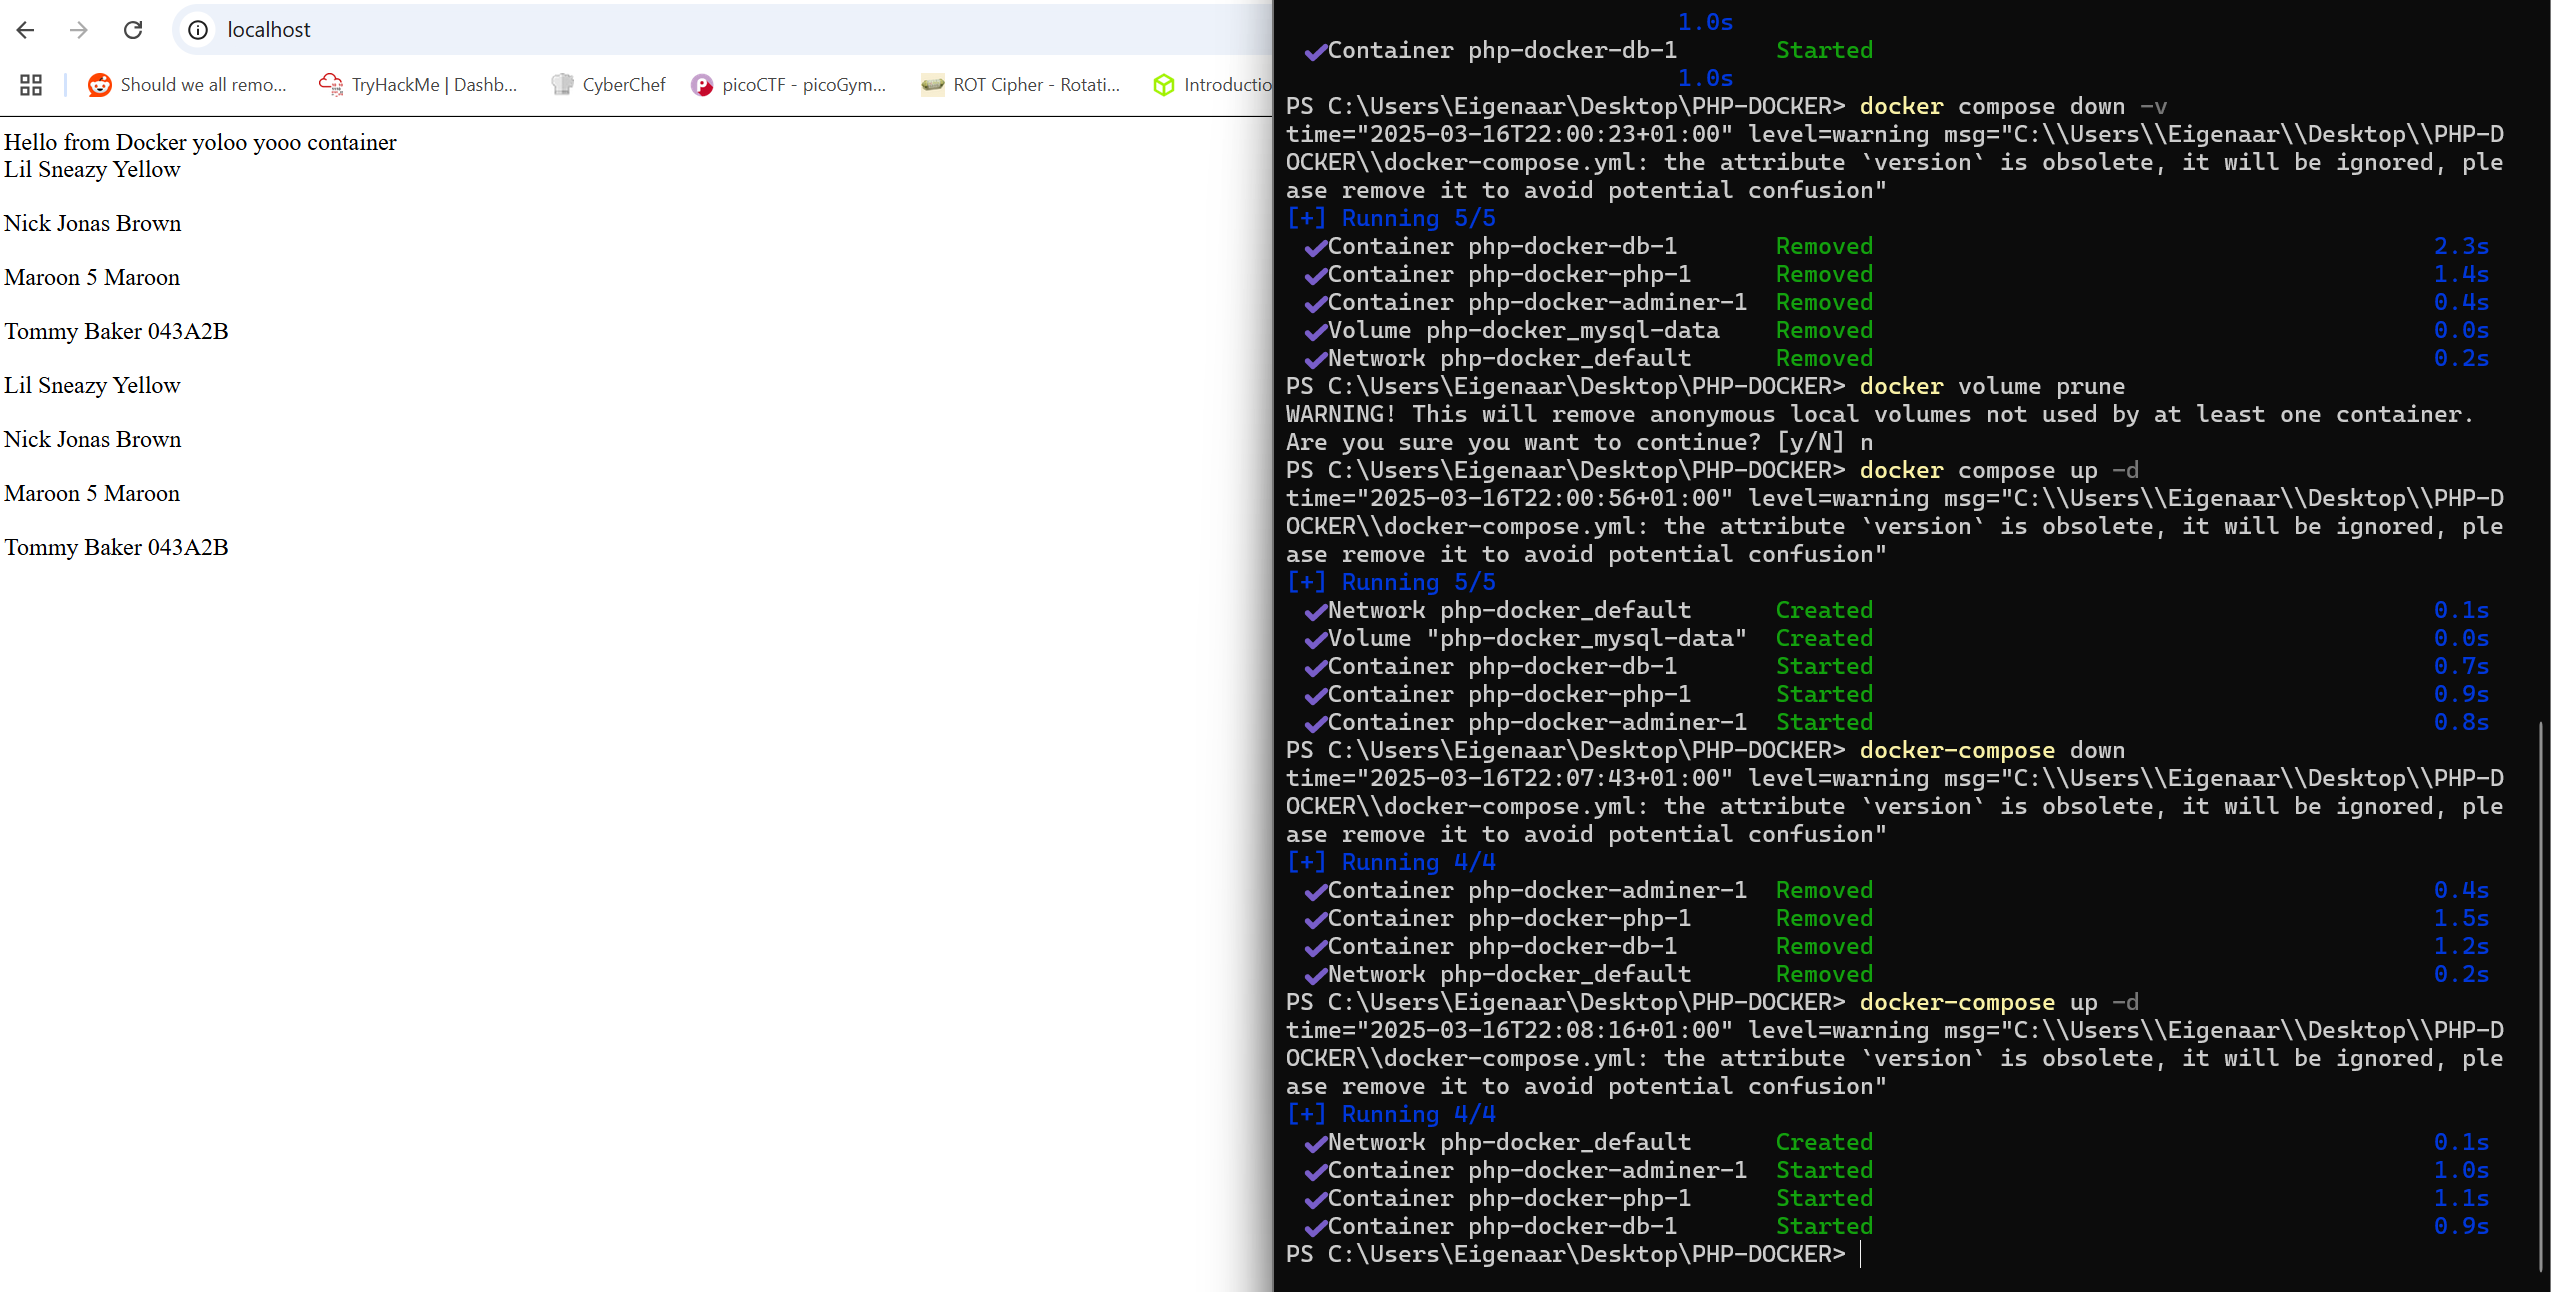 localhost
Should we all remo...
TryHackMe | Dashb...
CyberChef
picoCTF - picoGym...
ROT Cipher - Rotati...
Introductio
Hello from Docker yoloo yooo container
Lil Sneazy Yellow
Nick Jonas Brown
Maroon 5 Maroon
Tommy Baker 043A2B
Lil Sneazy Yellow
Nick Jonas Brown
Maroon 5 Maroon
Tommy Baker 043A2B
1.0s
✔Container php-docker-db-1 Started
1.0s
PS C:\Users\Eigenaar\Desktop\PHP-DOCKER> docker compose down -v
time="2025-03-16T22:00:23+01:00" level=warning msg="C:\\Users\\Eigenaar\\Desktop\\PHP-D
OCKER\\docker-compose.yml: the attribute `version` is obsolete, it will be ignored, ple
ase remove it to avoid potential confusion"
[+] Running 5/5
✔Container php-docker-db-1 Removed 2.3s
✔Container php-docker-php-1 Removed 1.4s
✔Container php-docker-adminer-1 Removed 0.4s
✔Volume php-docker_mysql-data Removed 0.0s
✔Network php-docker_default Removed 0.2s
PS C:\Users\Eigenaar\Desktop\PHP-DOCKER> docker volume prune
WARNING! This will remove anonymous local volumes not used by at least one container.
Are you sure you want to continue? [y/N] n
PS C:\Users\Eigenaar\Desktop\PHP-DOCKER> docker compose up -d
time="2025-03-16T22:00:56+01:00" level=warning msg="C:\\Users\\Eigenaar\\Desktop\\PHP-D
OCKER\\docker-compose.yml: the attribute `version` is obsolete, it will be ignored, ple
ase remove it to avoid potential confusion"
[+] Running 5/5
✔Network php-docker_default Created 0.1s
✔Volume "php-docker_mysql-data" Created 0.0s
✔Container php-docker-db-1 Started 0.7s
✔Container php-docker-php-1 Started 0.9s
✔Container php-docker-adminer-1 Started 0.8s
PS C:\Users\Eigenaar\Desktop\PHP-DOCKER> docker-compose down
time="2025-03-16T22:07:43+01:00" level=warning msg="C:\\Users\\Eigenaar\\Desktop\\PHP-D
OCKER\\docker-compose.yml: the attribute `version` is obsolete, it will be ignored, ple
ase remove it to avoid potential confusion"
[+] Running 4/4
✔Container php-docker-adminer-1 Removed 0.4s
✔Container php-docker-php-1 Removed 1.5s
✔Container php-docker-db-1 Removed 1.2s
✔Network php-docker_default Removed 0.2s
PS C:\Users\Eigenaar\Desktop\PHP-DOCKER> docker-compose up -d
time="2025-03-16T22:08:16+01:00" level=warning msg="C:\\Users\\Eigenaar\\Desktop\\PHP-D
OCKER\\docker-compose.yml: the attribute `version` is obsolete, it will be ignored, ple
ase remove it to avoid potential confusion"
[+] Running 4/4
✔Network php-docker_default Created 0.1s
✔Container php-docker-adminer-1 Started 1.0s
✔Container php-docker-php-1 Started 1.1s
✔Container php-docker-db-1 Started 0.9s
PS C:\Users\Eigenaar\Desktop\PHP-DOCKER>